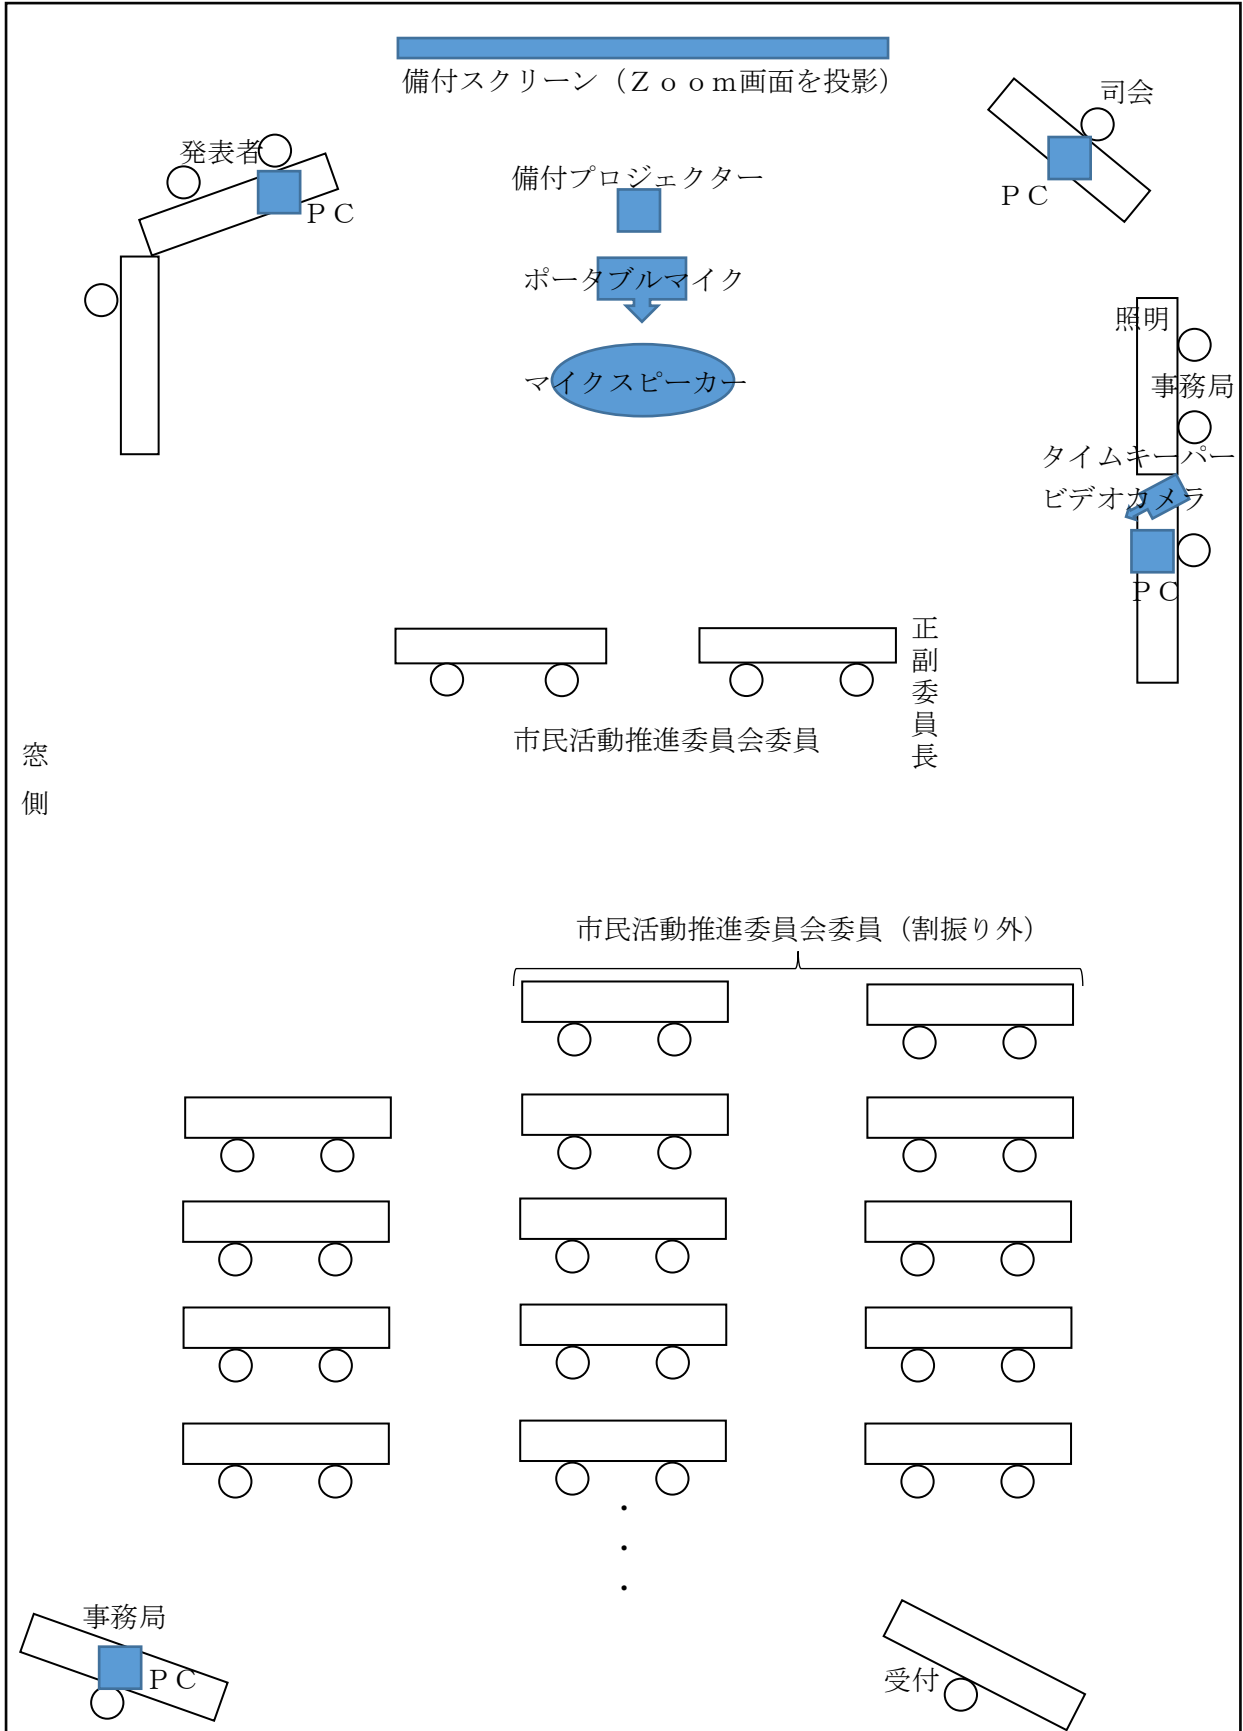 備付スクリーン（Ｚｏｏｍ画面を投影）
司会
発表者
備付プロジェクター
ＰＣ
ＰＣ
ポータブルマイク
照明
マイクスピーカー
事務局
タイムキーパー
ビデオカメラ
ＰＣ
正副委員長
市民活動推進委員会委員
窓側
市民活動推進委員会委員（割振り外）
・
・
・
事務局
ＰＣ
受付